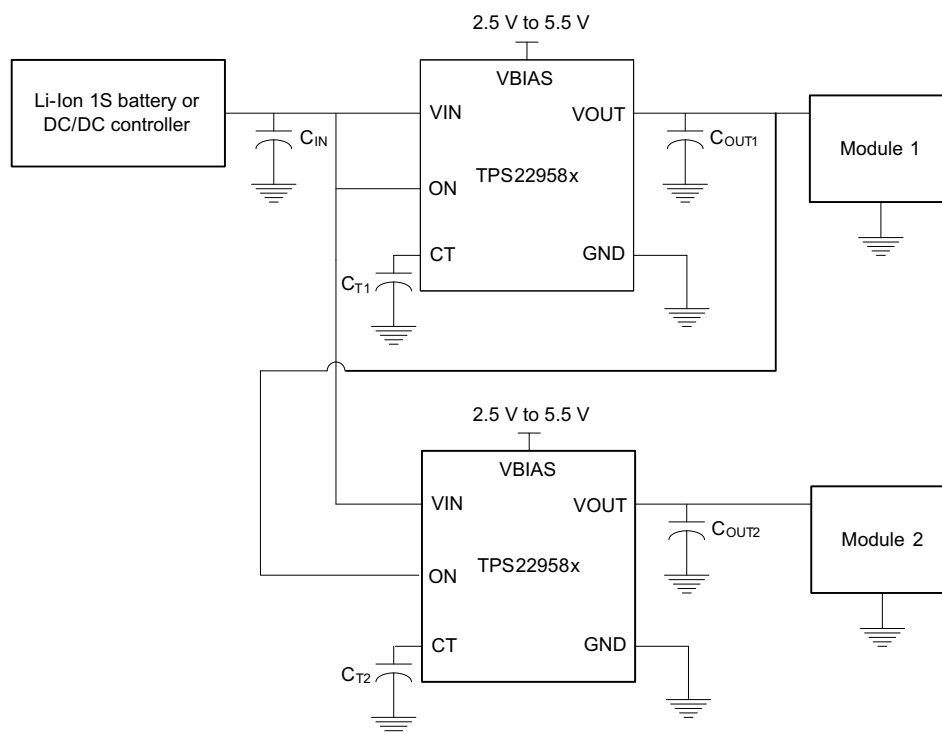 2.5 V to 5.5 V
Li-Ion 1S battery or
DC/DC controller
VBIAS
VIN
VOUT
CIN
COUT1
Module 1
ON
TPS22958x
CT
GND
CT1
2.5 V to 5.5 V
VBIAS
VIN
VOUT
COUT2
Module 2
ON
TPS22958x
CT
GND
CT2